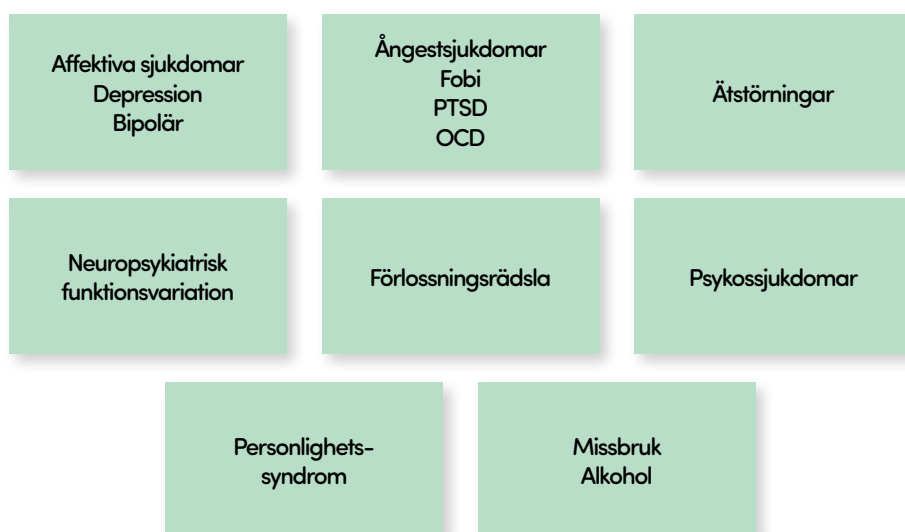 Affektiva sjukdomar
Depression
Bipolär
Ångestsjukdomar
Fobi
PTSD
OCD
Ätstörningar
Neuropsykiatrisk
funktionsvariation
Förlossningsrädsla
Psykossjukdomar
Personlighets-
syndrom
Missbruk
Alkohol